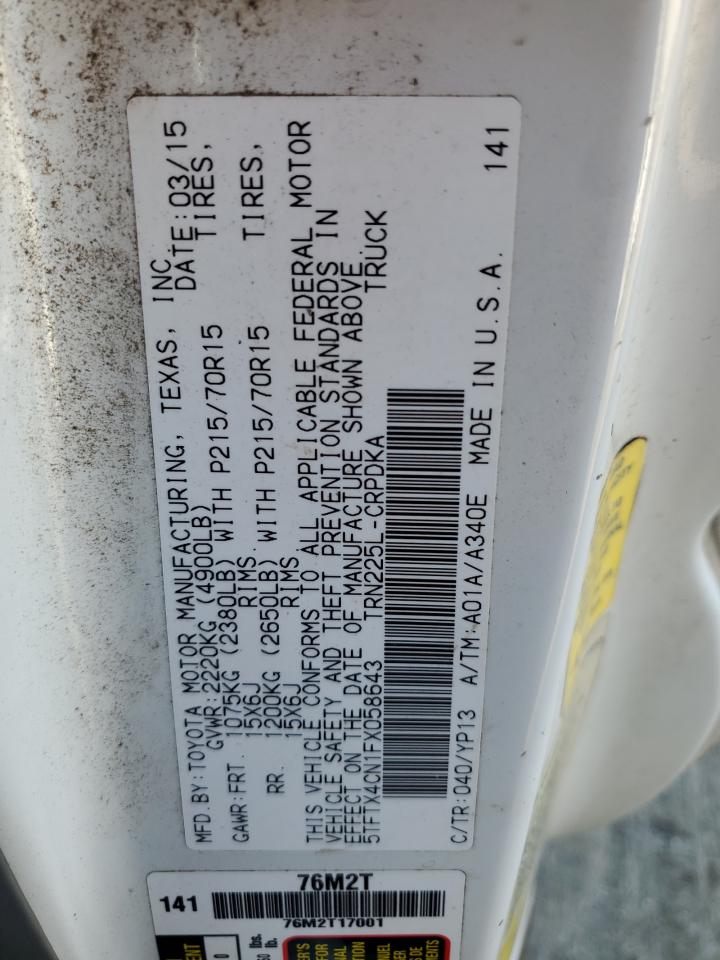 MFD.BY:TOYOTA MOTOR MANUFACTURING, TEXAS, INC
GVWR:2220KG (4900LB) DATE:03/15
GAWR:FRT. 1075KG (2380LB) WITH P215/70R15 TIRES,
15X6J RIMS.
RR. 1200KG (2650LB) WITH P215/70R15 TIRES,
15X6J RIMS
THIS VEHICLE CONFORMS TO ALL APPLICABLE FEDERAL MOTOR
VEHICLE SAFETY AND THEFT PREVENTION STANDARDS IN
EFFECT ON THE DATE OF MANUFACTURE SHOWN ABOVE.
5TFTX4CN1FX058643 TRN225L-CRPDKA TRUCK
C/TR:040/YP13 A/TM:A01A/A340E MADE IN U.S.A. 141
76M2T
141
76M2T17001
lbs.
lb.